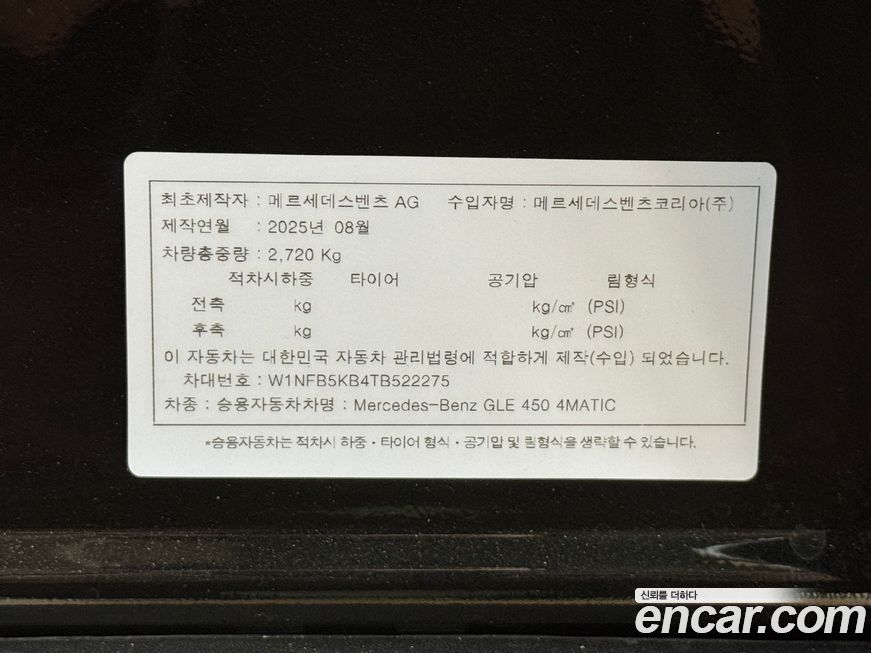 최초제작자 : 메르세데스벤츠 AG 수입자명 : 메르세데스벤츠코리아(주)
제작연월 : 2025년 08월
차량총중량 : 2,720 Kg
적차시하중 타이어 공기압 림형식
전측 kg kg/㎠ (PSI)
후측 kg kg/㎠ (PSI)
이 자동차는 대한민국 자동차 관리법령에 적합하게 제작(수입) 되었습니다.
차대번호 : W1NFB5KB4TB522275
차종 : 승용자동차차명 : Mercedes-Benz GLE 450 4MATIC
*승용자동차는 적차시 하중·타이어 형식·공기압 및 림형식을 생략할 수 있습니다.
신뢰를 더하다
encar.com